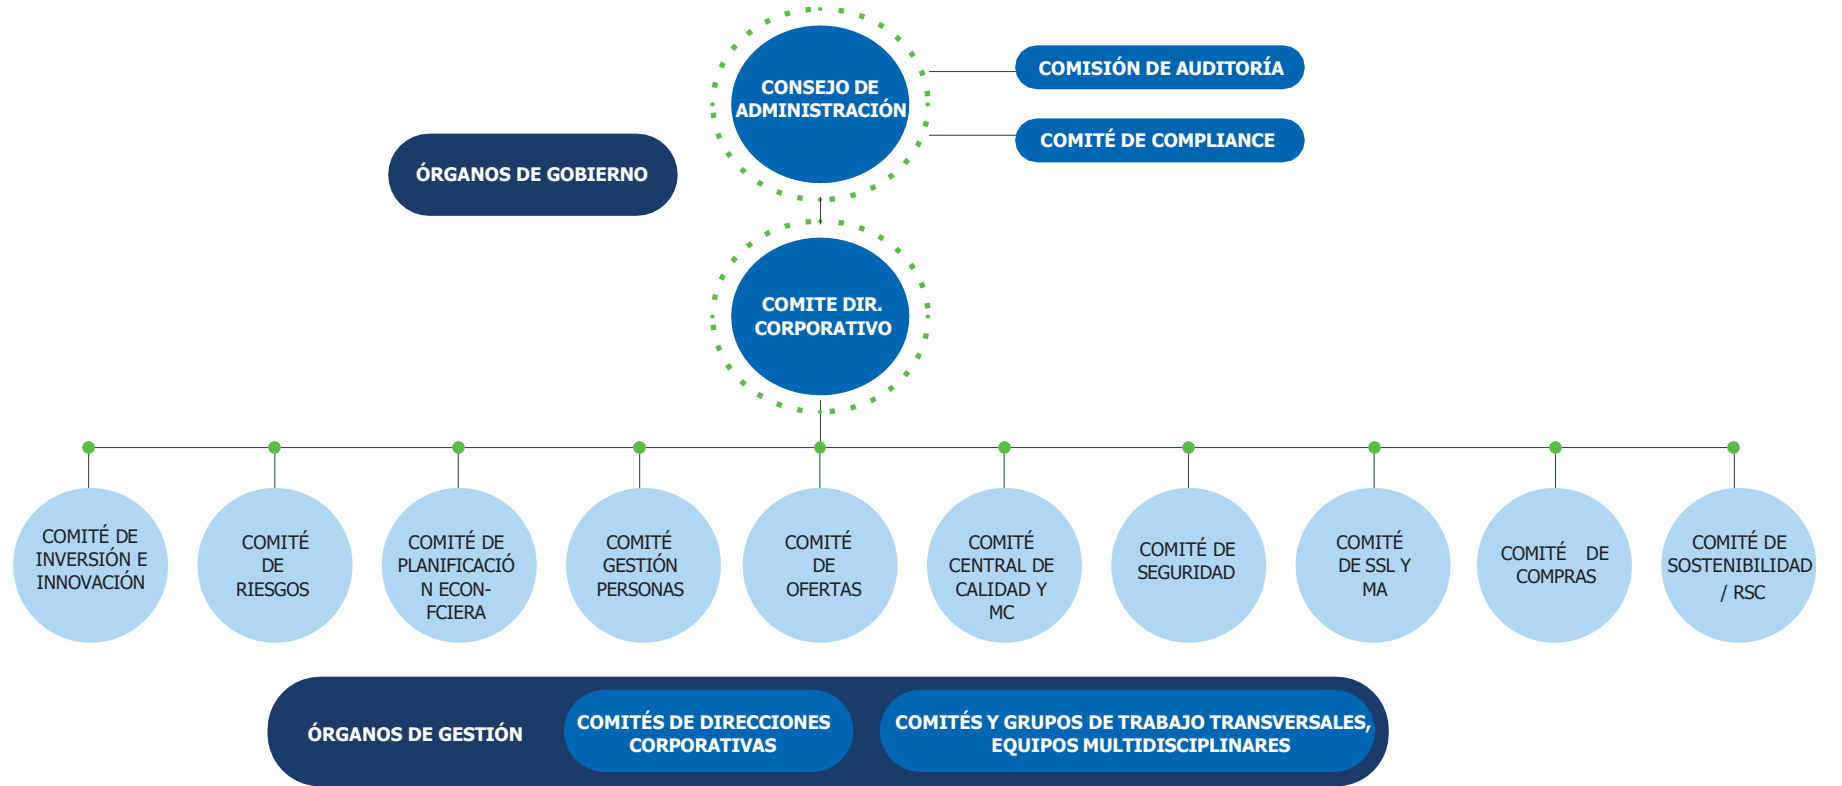 CONSEJO DE
ADMINISTRACIÓN
COMISIÓN DE AUDITORÍA
COMITÉ DE COMPLIANCE
ÓRGANOS DE GOBIERNO
COMITE DIR.
CORPORATIVO
COMITÉ DE
INVERSIÓN E
INNOVACIÓN
COMITÉ
DE
RIESGOS
COMITÉ DE
PLANIFICACIÓ
N ECON-
FCIERA
COMITÉ
GESTIÓN
PERSONAS
COMITÉ
DE
OFERTAS
COMITÉ
CENTRAL DE
CALIDAD Y
MC
COMITÉ DE
SEGURIDAD
COMITÉ
DE SSL Y
MA
COMITÉ DE
COMPRAS
COMITÉ DE
SOSTENIBILIDAD
/ RSC
ÓRGANOS DE GESTIÓN
COMITÉS DE DIRECCIONES
CORPORATIVAS
COMITÉS Y GRUPOS DE TRABAJO TRANSVERSALES,
EQUIPOS MULTIDISCIPLINARES